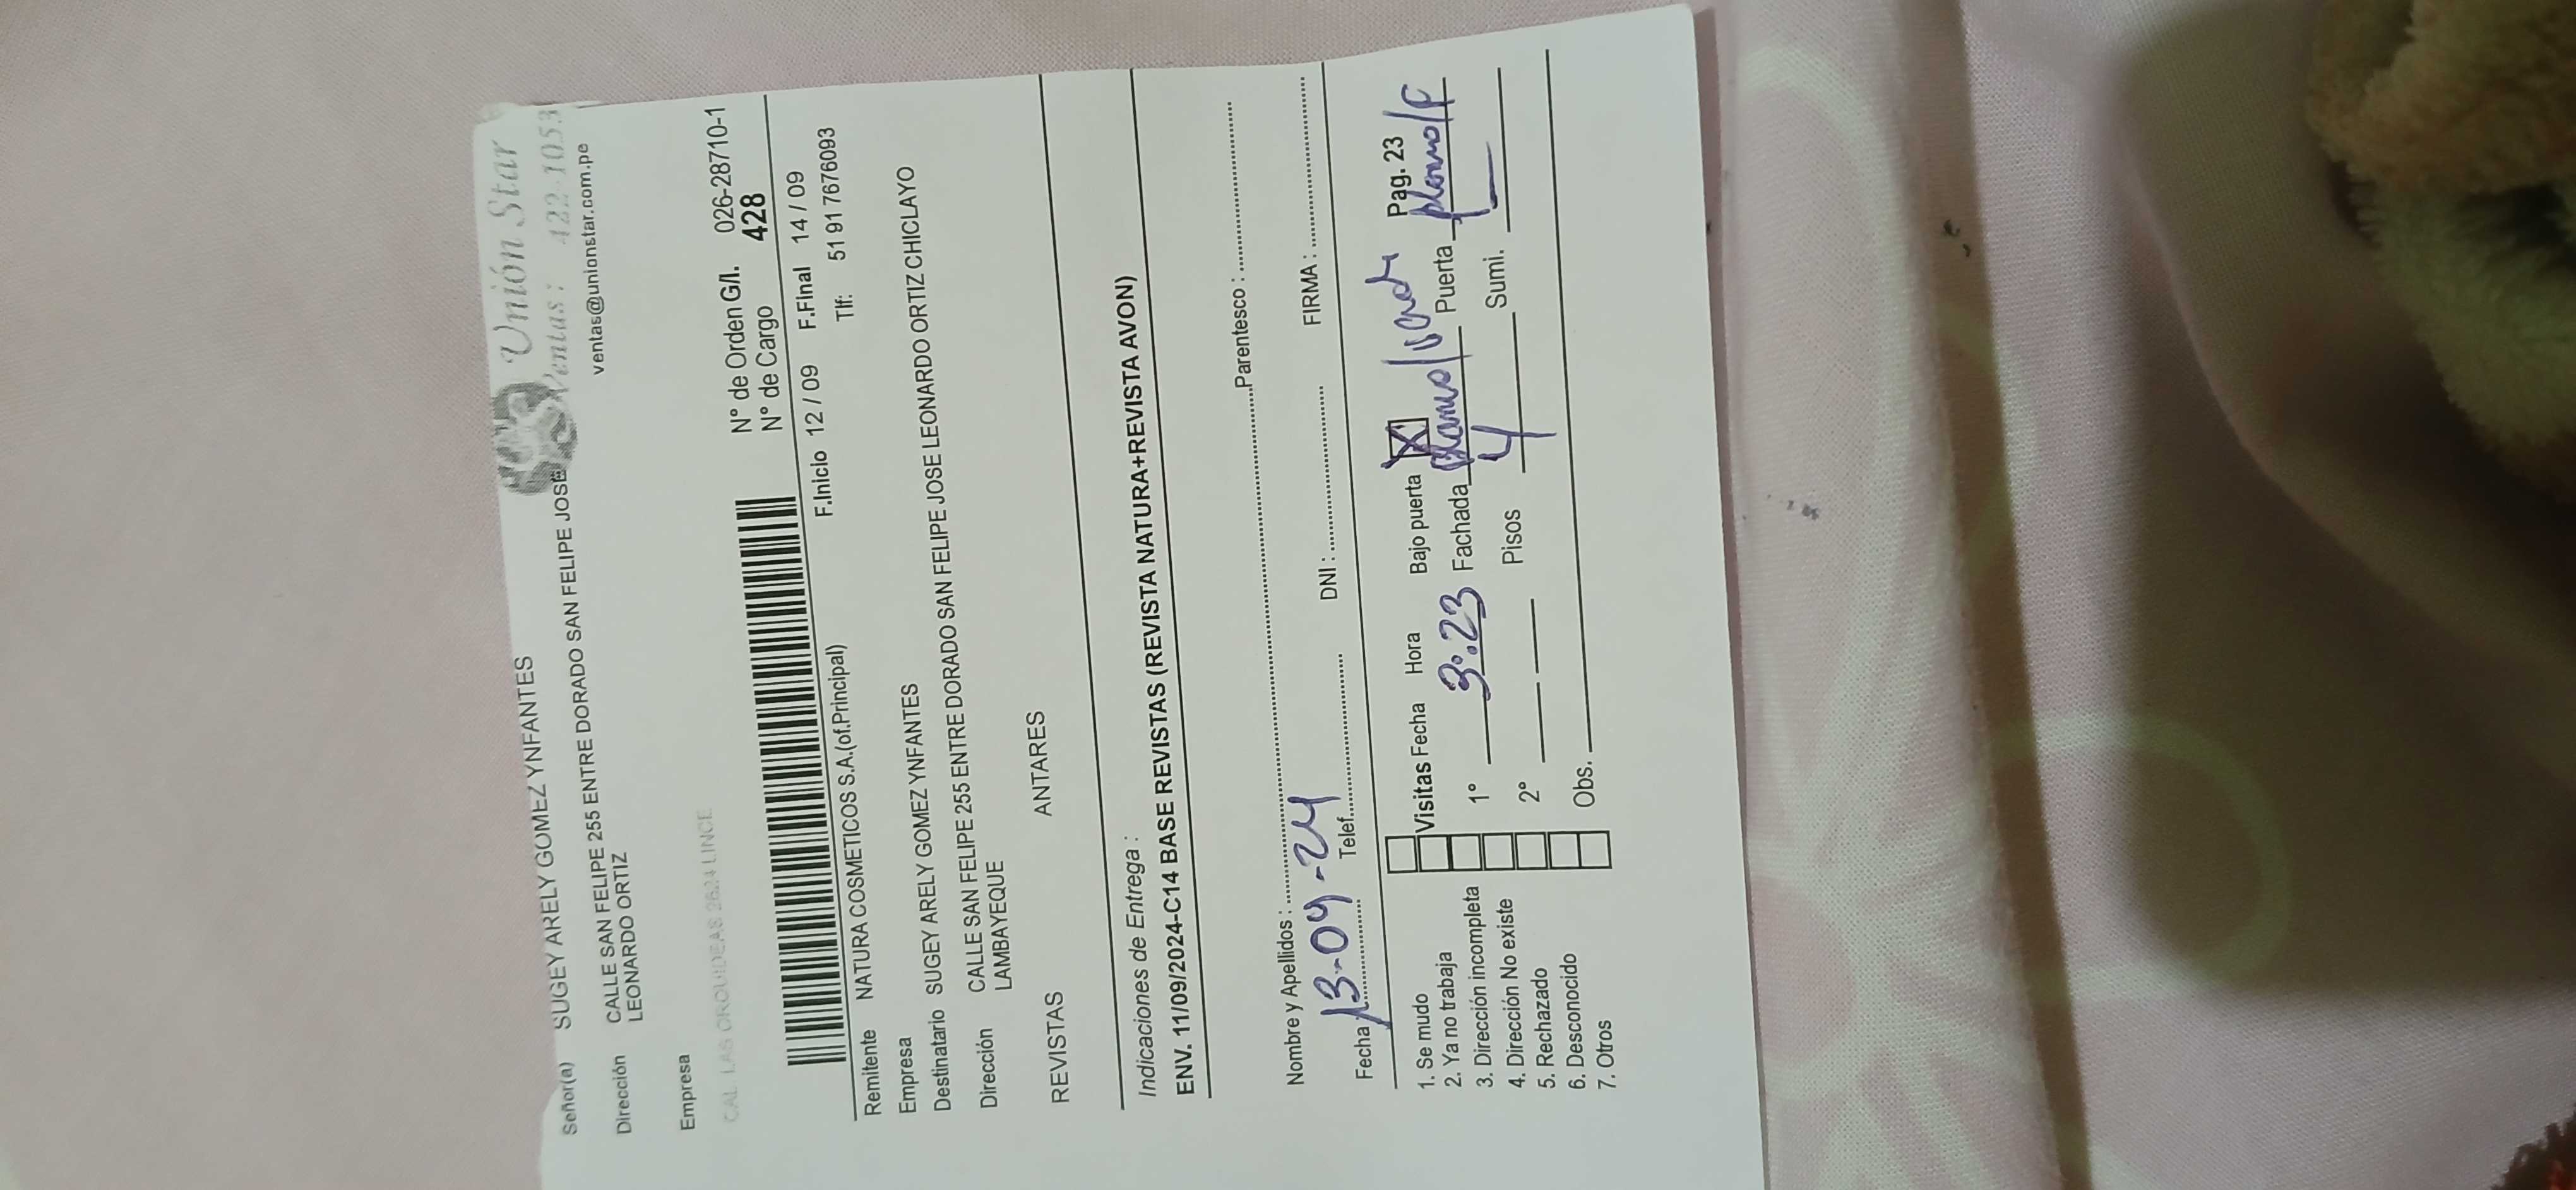 Unión Star
Ventas: 422-1053
ventas@unionstar.com.pe
Señor(a) SUGEY ARELY GOMEZ YNFANTES
Dirección CALLE SAN FELIPE 255 ENTRE DORADO SAN FELIPE JOSE
LEONARDO ORTIZ
Empresa
CAL. LAS ORQUIDEAS 2624 LINCE
N° de Orden G/I. 026-28710-1
N° de Cargo 428
F.Inicio 12 / 09 F.FInal 14 / 09
Tlf: 51 91 7676093
Remitente NATURA COSMETICOS S.A.(of.Principal)
Empresa
Destinatario SUGEY ARELY GOMEZ YNFANTES
Dirección CALLE SAN FELIPE 255 ENTRE DORADO SAN FELIPE JOSE LEONARDO ORTIZ CHICLAYO
LAMBAYEQUE
REVISTAS ANTARES
Indicaciones de Entrega :
ENV. 11/09/2024-C14 BASE REVISTAS (REVISTA NATURA+REVISTA AVON)
Nombre y Apellidos : Parentesco :
Fecha 13-09-24 Telef. DNI : FIRMA :
1. Se mudo Visitas Fecha Hora Bajo puerta X Pag. 23
2. Ya no trabaja 1° 3:23 Fachada Puerta
3. Dirección incompleta 2° Pisos 4 Sumi.
4. Dirección No existe
5. Rechazado Obs.
6. Desconocido
7. Otros